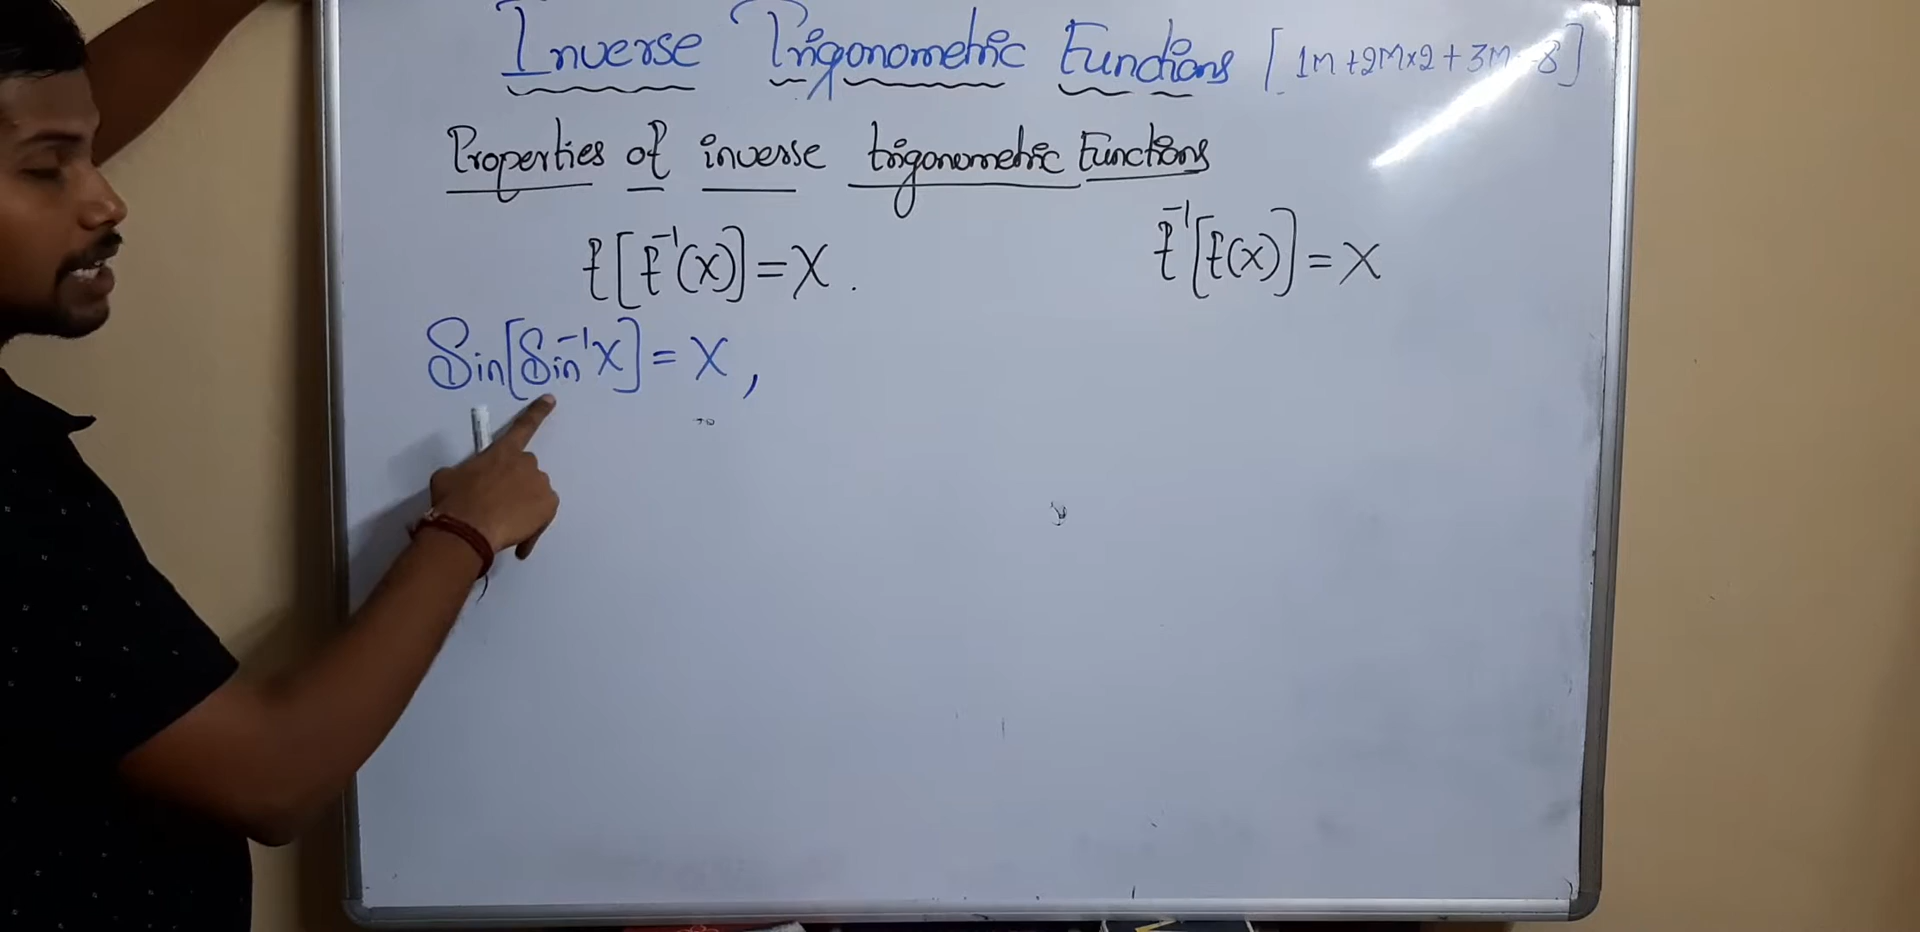 Inverse Trigonometric Functions [1M+2M×2+3M=8]
Properties of inverse trigonometric Functions
f[f⁻¹(x)]=x.
f⁻¹[f(x)]=x
Sin[Sin⁻¹x]=x,